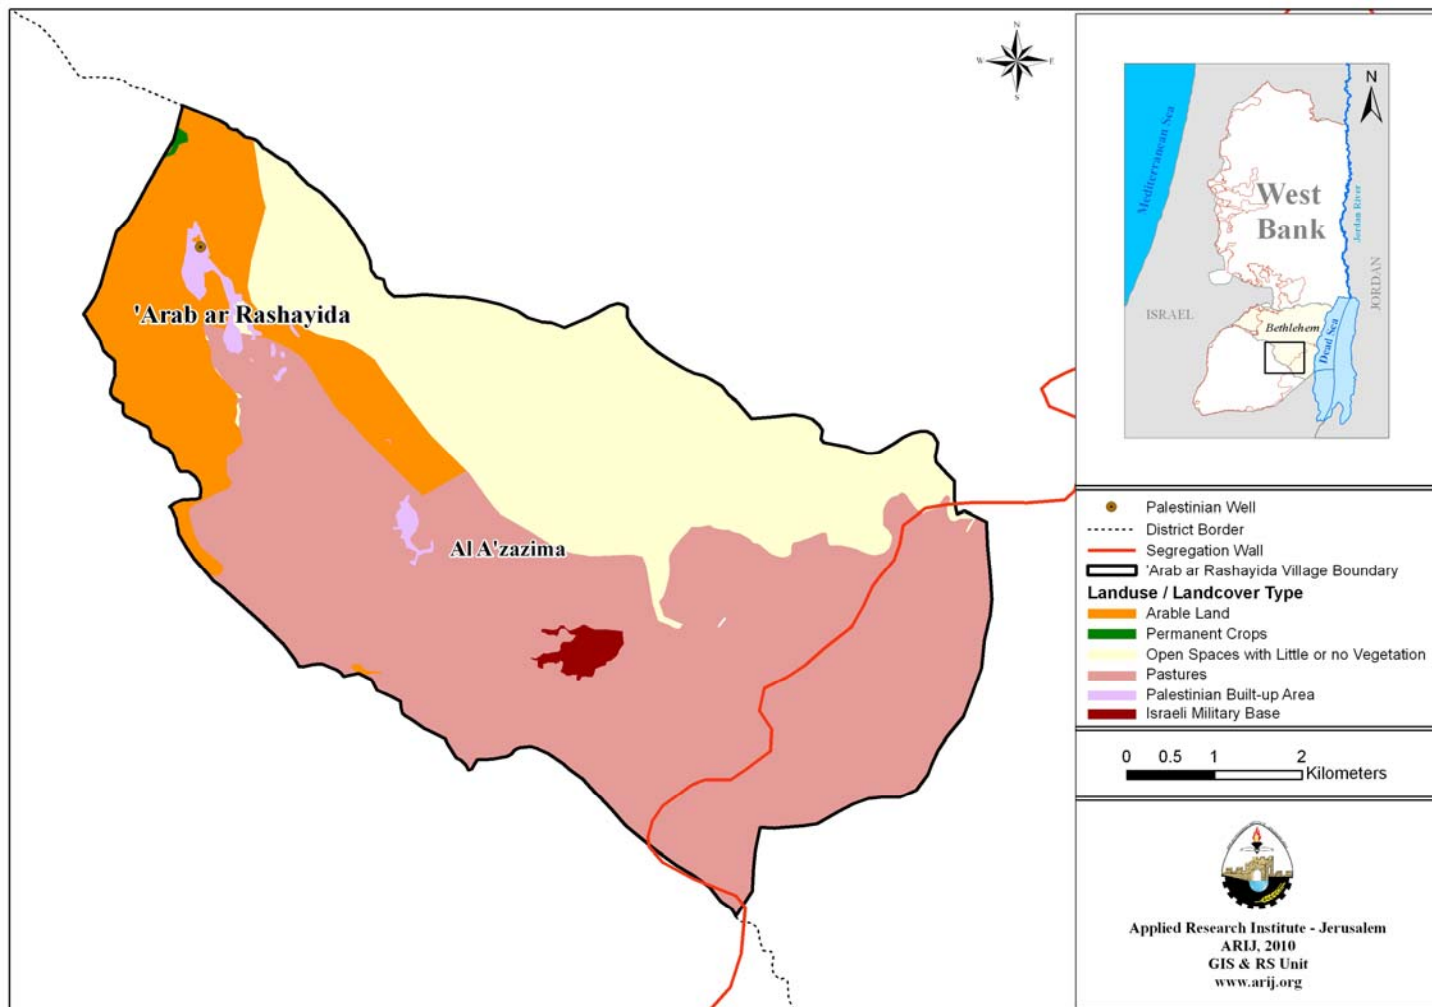 N
W
E
S
'Arab ar Rashayida
Al A'zazima
N
Mediterranean Sea
West
Bank
Jordan River
JORDAN
ISRAEL
Bethlehem
Dead Sea
Palestinian Well
District Border
Segregation Wall
'Arab ar Rashayida Village Boundary
Landuse / Landcover Type
Arable Land
Permanent Crops
Open Spaces with Little or no Vegetation
Pastures
Palestinian Built-up Area
Israeli Military Base
0 0.5 1 2
Kilometers
Applied Research Institute - Jerusalem
ARIJ, 2010
GIS & RS Unit
www.arij.org